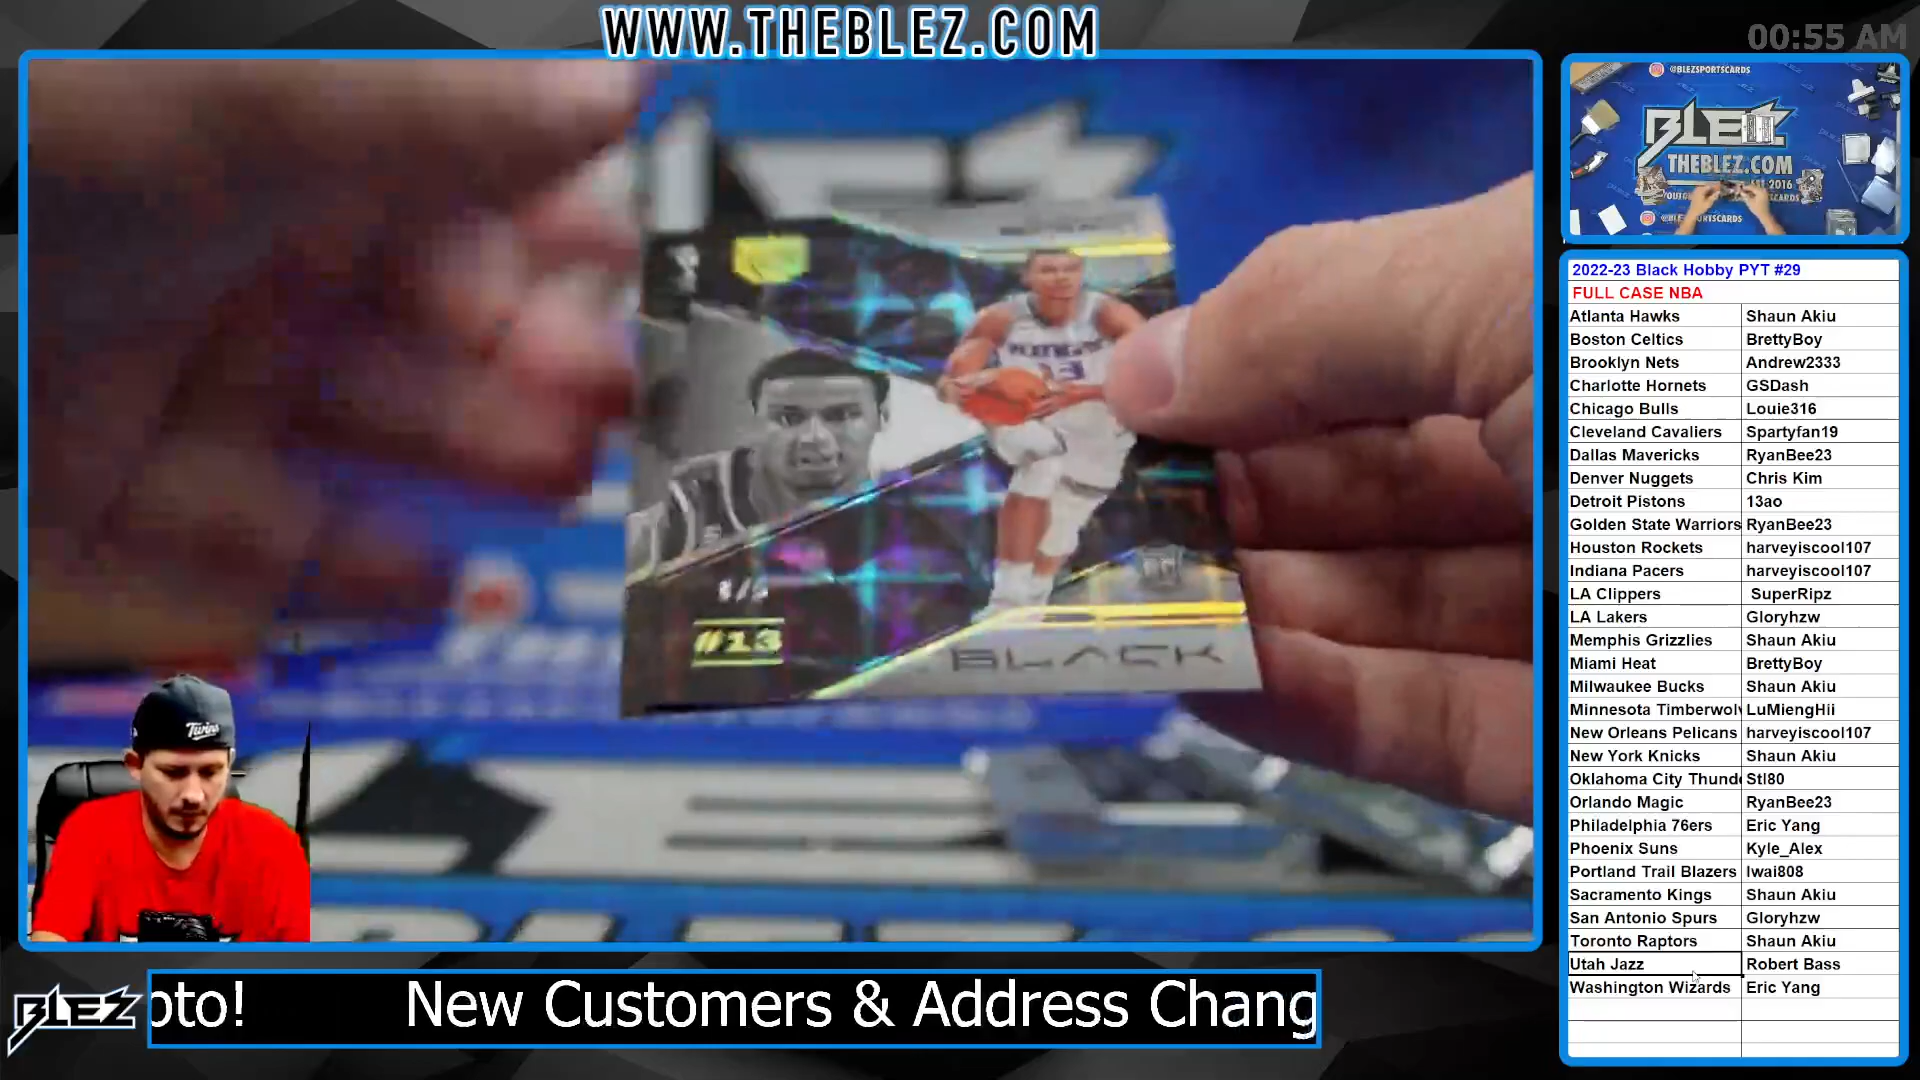 WWW.THEBLEZ.COM
00:55 AM
@BLEZSPORTSCARDS
BLEZ
THEBLEZ.COM
2016
KINGS
13
#13
BLACK
Twins
2022-23 Black Hobby PYT #29
FULL CASE NBA
Atlanta Hawks Shaun Akiu
Boston Celtics BrettyBoy
Brooklyn Nets Andrew2333
Charlotte Hornets GSDash
Chicago Bulls Louie316
Cleveland Cavaliers Spartyfan19
Dallas Mavericks RyanBee23
Denver Nuggets Chris Kim
Detroit Pistons 13ao
Golden State Warriors RyanBee23
Houston Rockets harveyiscool107
Indiana Pacers harveyiscool107
LA Clippers SuperRipz
LA Lakers Gloryhzw
Memphis Grizzlies Shaun Akiu
Miami Heat BrettyBoy
Milwaukee Bucks Shaun Akiu
Minnesota Timberwolv LuMiengHii
New Orleans Pelicans harveyiscool107
New York Knicks Shaun Akiu
Oklahoma City Thunde Stl80
Orlando Magic RyanBee23
Philadelphia 76ers Eric Yang
Phoenix Suns Kyle_Alex
Portland Trail Blazers Iwai808
Sacramento Kings Shaun Akiu
San Antonio Spurs Gloryhzw
Toronto Raptors Shaun Akiu
Utah Jazz Robert Bass
Washington Wizards Eric Yang
BLEZ
oto! New Customers & Address Chang